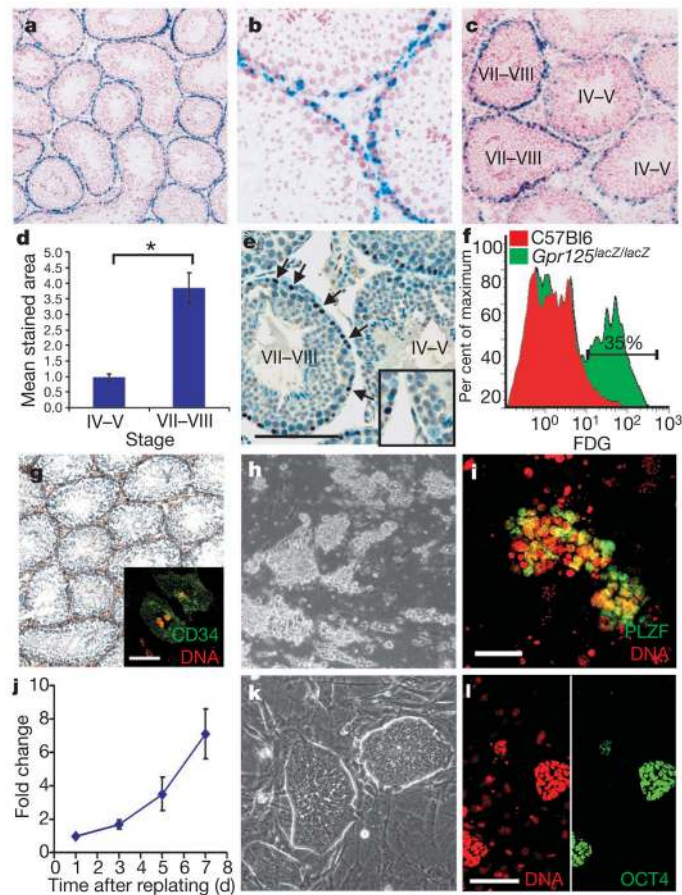 a
b
c
VII–VIII
IV–V
VII–VIII
IV–V
d
Mean stained area
5.0
4.5
4.0
3.5
3.0
2.5
2.0
1.5
1.0
0.5
0.0
*
IV–V
VII–VIII
Stage
e
VII–VIII
IV–V
f
C57Bl6
Gpr125lacZ/lacZ
Per cent of maximum
100
80
60
40
20
35%
10⁰ 10¹ 10² 10³
FDG
g
CD34
DNA
h
i
PLZF
DNA
j
Fold change
10
8
6
4
2
0
0 1 2 3 4 5 6 7 8
Time after replating (d)
k
l
DNA
OCT4